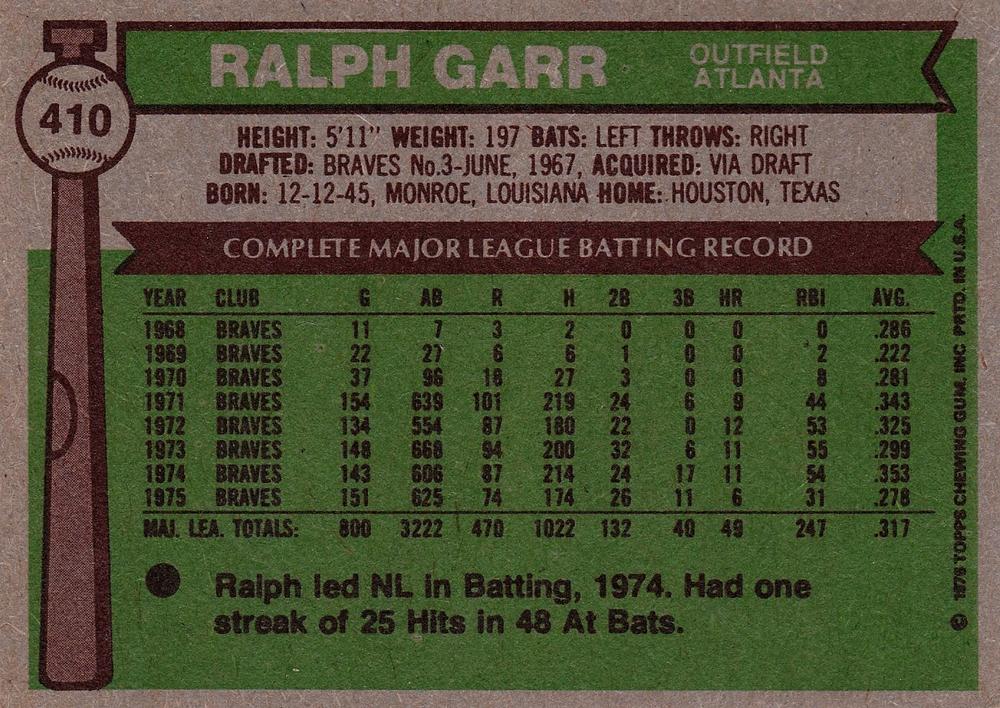 410
RALPH GARR
OUTFIELD
ATLANTA
HEIGHT: 5'11" WEIGHT: 197 BATS: LEFT THROWS: RIGHT
DRAFTED: BRAVES No.3-JUNE, 1967, ACQUIRED: VIA DRAFT
BORN: 12-12-45, MONROE, LOUISIANA HOME: HOUSTON, TEXAS
COMPLETE MAJOR LEAGUE BATTING RECORD
YEAR CLUB G AB R H 2B 3B HR RBI AVG.
1968 BRAVES 11 7 3 2 0 0 0 0 .286
1969 BRAVES 22 27 6 6 1 0 0 2 .222
1970 BRAVES 37 96 18 27 3 0 0 8 .281
1971 BRAVES 154 639 101 219 24 6 9 44 .343
1972 BRAVES 134 554 87 180 22 0 12 53 .325
1973 BRAVES 148 668 94 200 32 6 11 55 .299
1974 BRAVES 143 606 87 214 24 17 11 54 .353
1975 BRAVES 151 625 74 174 26 11 6 31 .278
MAJ. LEA. TOTALS: 800 3222 470 1022 132 40 49 247 .317
Ralph led NL in Batting, 1974. Had one
streak of 25 Hits in 48 At Bats.
© 1976 TOPPS CHEWING GUM, INC PRTD. IN U.S.A.